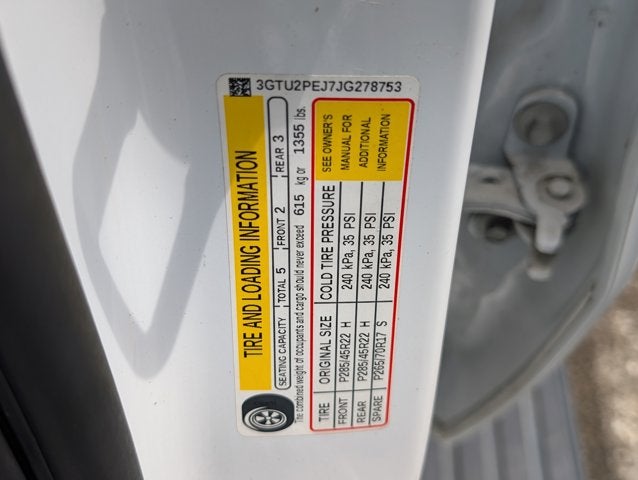 3GTU2PEJ7JG278753
TIRE AND LOADING INFORMATION
SEATING CAPACITY TOTAL 5 FRONT 2 REAR 3
The combined weight of occupants and cargo should never exceed 615 kg or 1355 lbs.
TIRE ORIGINAL SIZE COLD TIRE PRESSURE SEE OWNER'S
FRONT P285/45R22 H 240 kPa, 35 PSI MANUAL FOR
REAR P285/45R22 H 240 kPa, 35 PSI ADDITIONAL
SPARE P265/70R17 S 240 kPa, 35 PSI INFORMATION